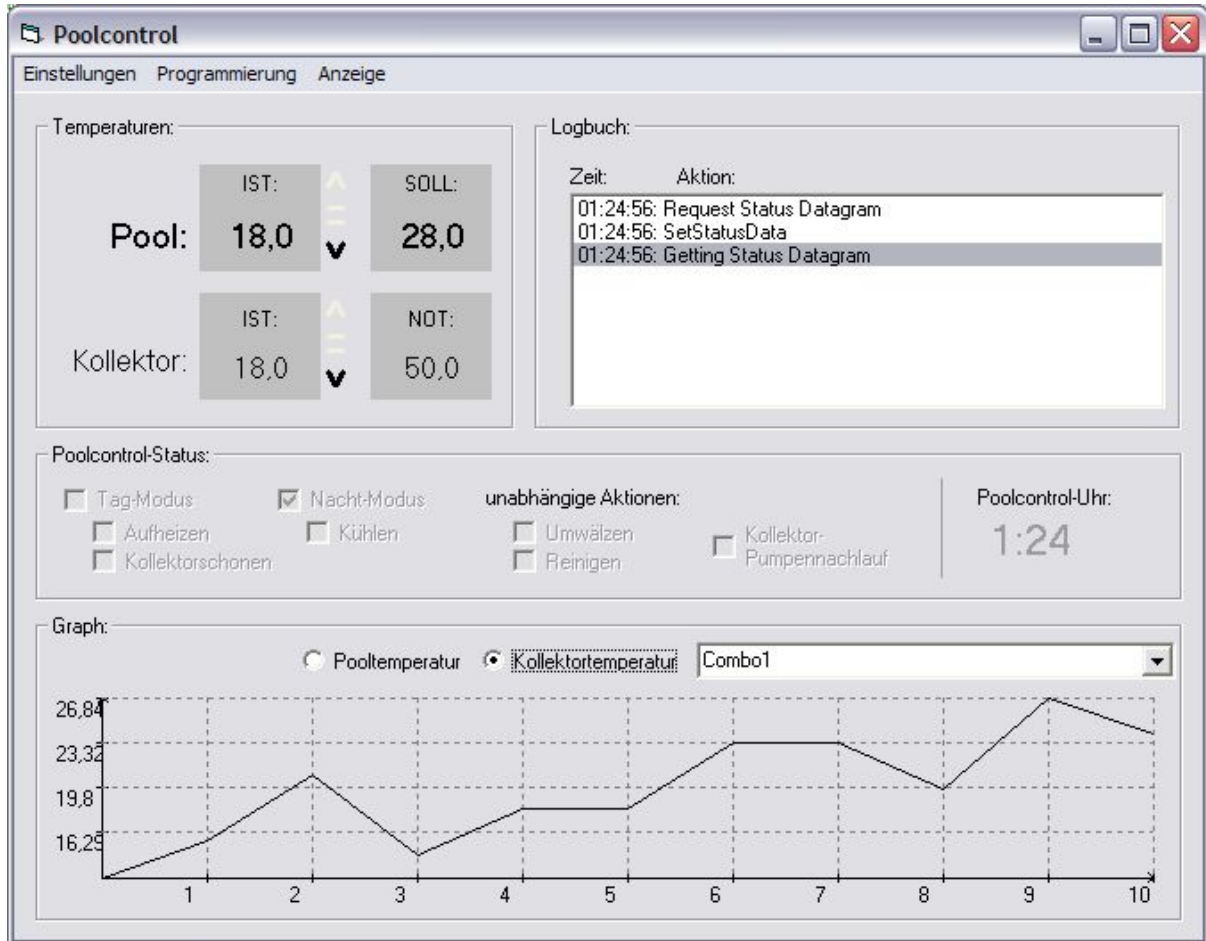 Poolcontrol
Einstellungen Programmierung Anzeige
Temperaturen:
IST: SOLL:
Pool: 18,0 28,0
IST: NOT:
Kollektor: 18,0 50,0
Logbuch:
Zeit: Aktion:
01:24:56: Request Status Datagram
01:24:56: SetStatusData
01:24:56: Getting Status Datagram
Poolcontrol-Status:
Tag-Modus Nacht-Modus unabhängige Aktionen: Poolcontrol-Uhr:
Aufheizen Kühlen Umwälzen Kollektor-
Kollektorschonen Reinigen Pumpennachlauf
1:24
Graph:
Pooltemperatur Kollektortemperatur Combo1
26,84
23,32
19,8
16,29
1 2 3 4 5 6 7 8 9 10